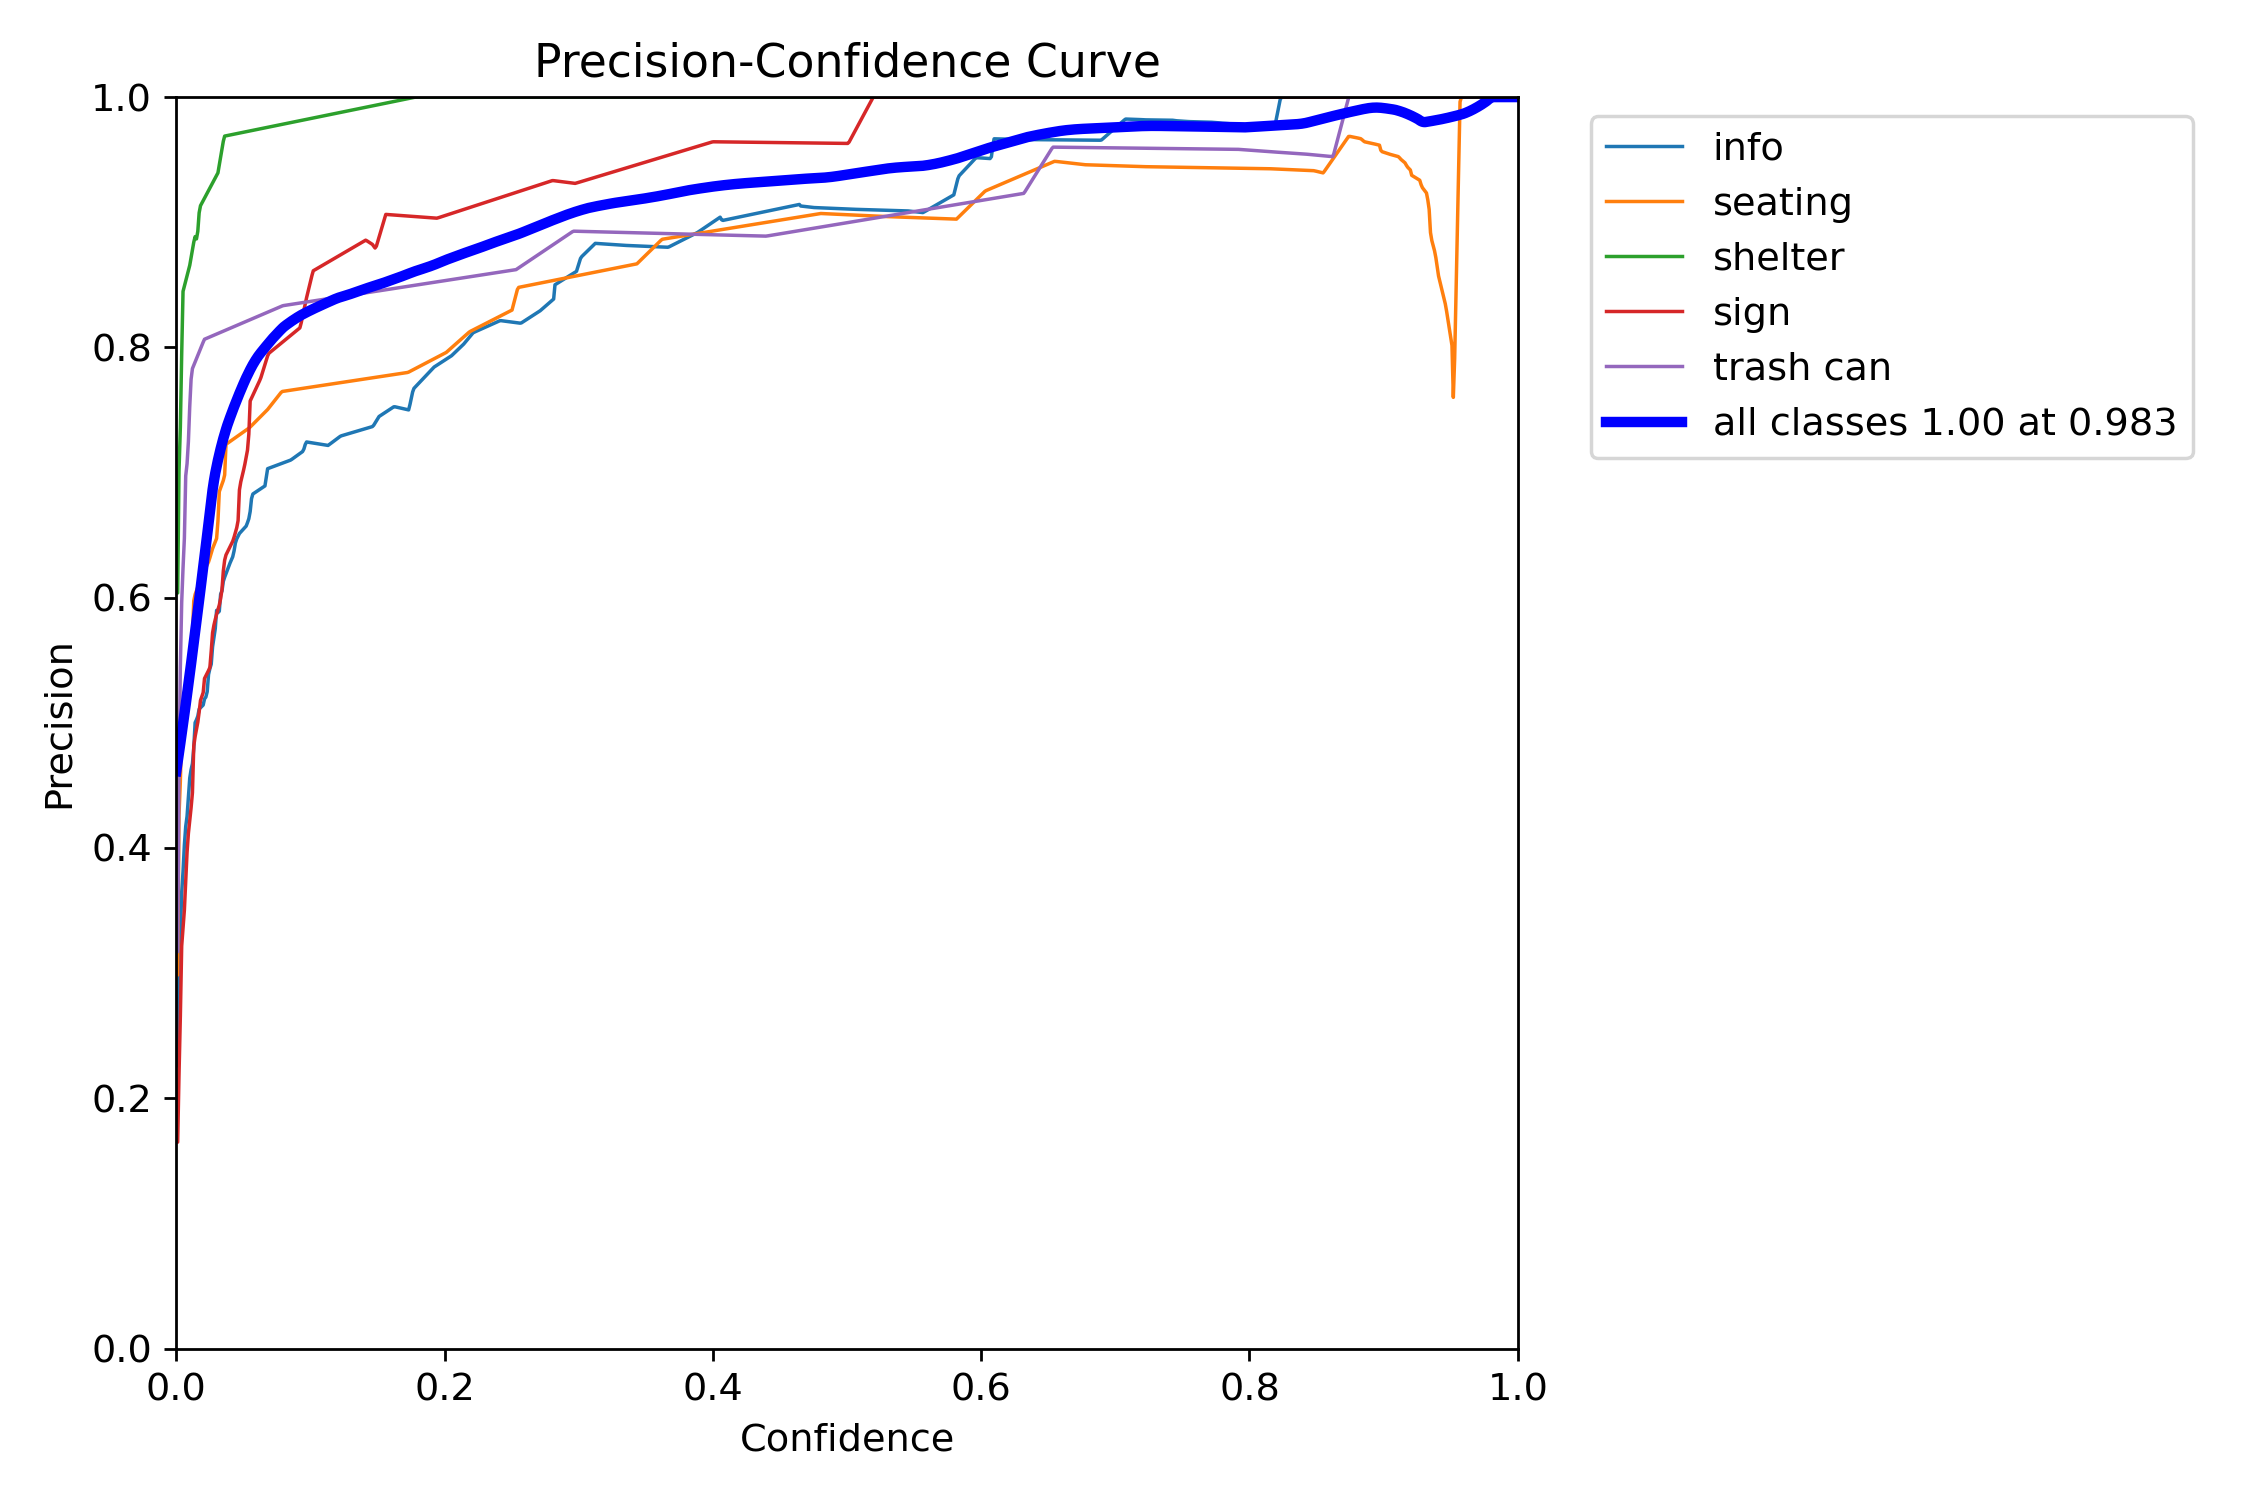 Precision-Confidence Curve
1.0
0.8
0.6
0.4
0.2
0.0
Precision
0.0 0.2 0.4 0.6 0.8 1.0
Confidence
info
seating
shelter
sign
trash can
all classes 1.00 at 0.983